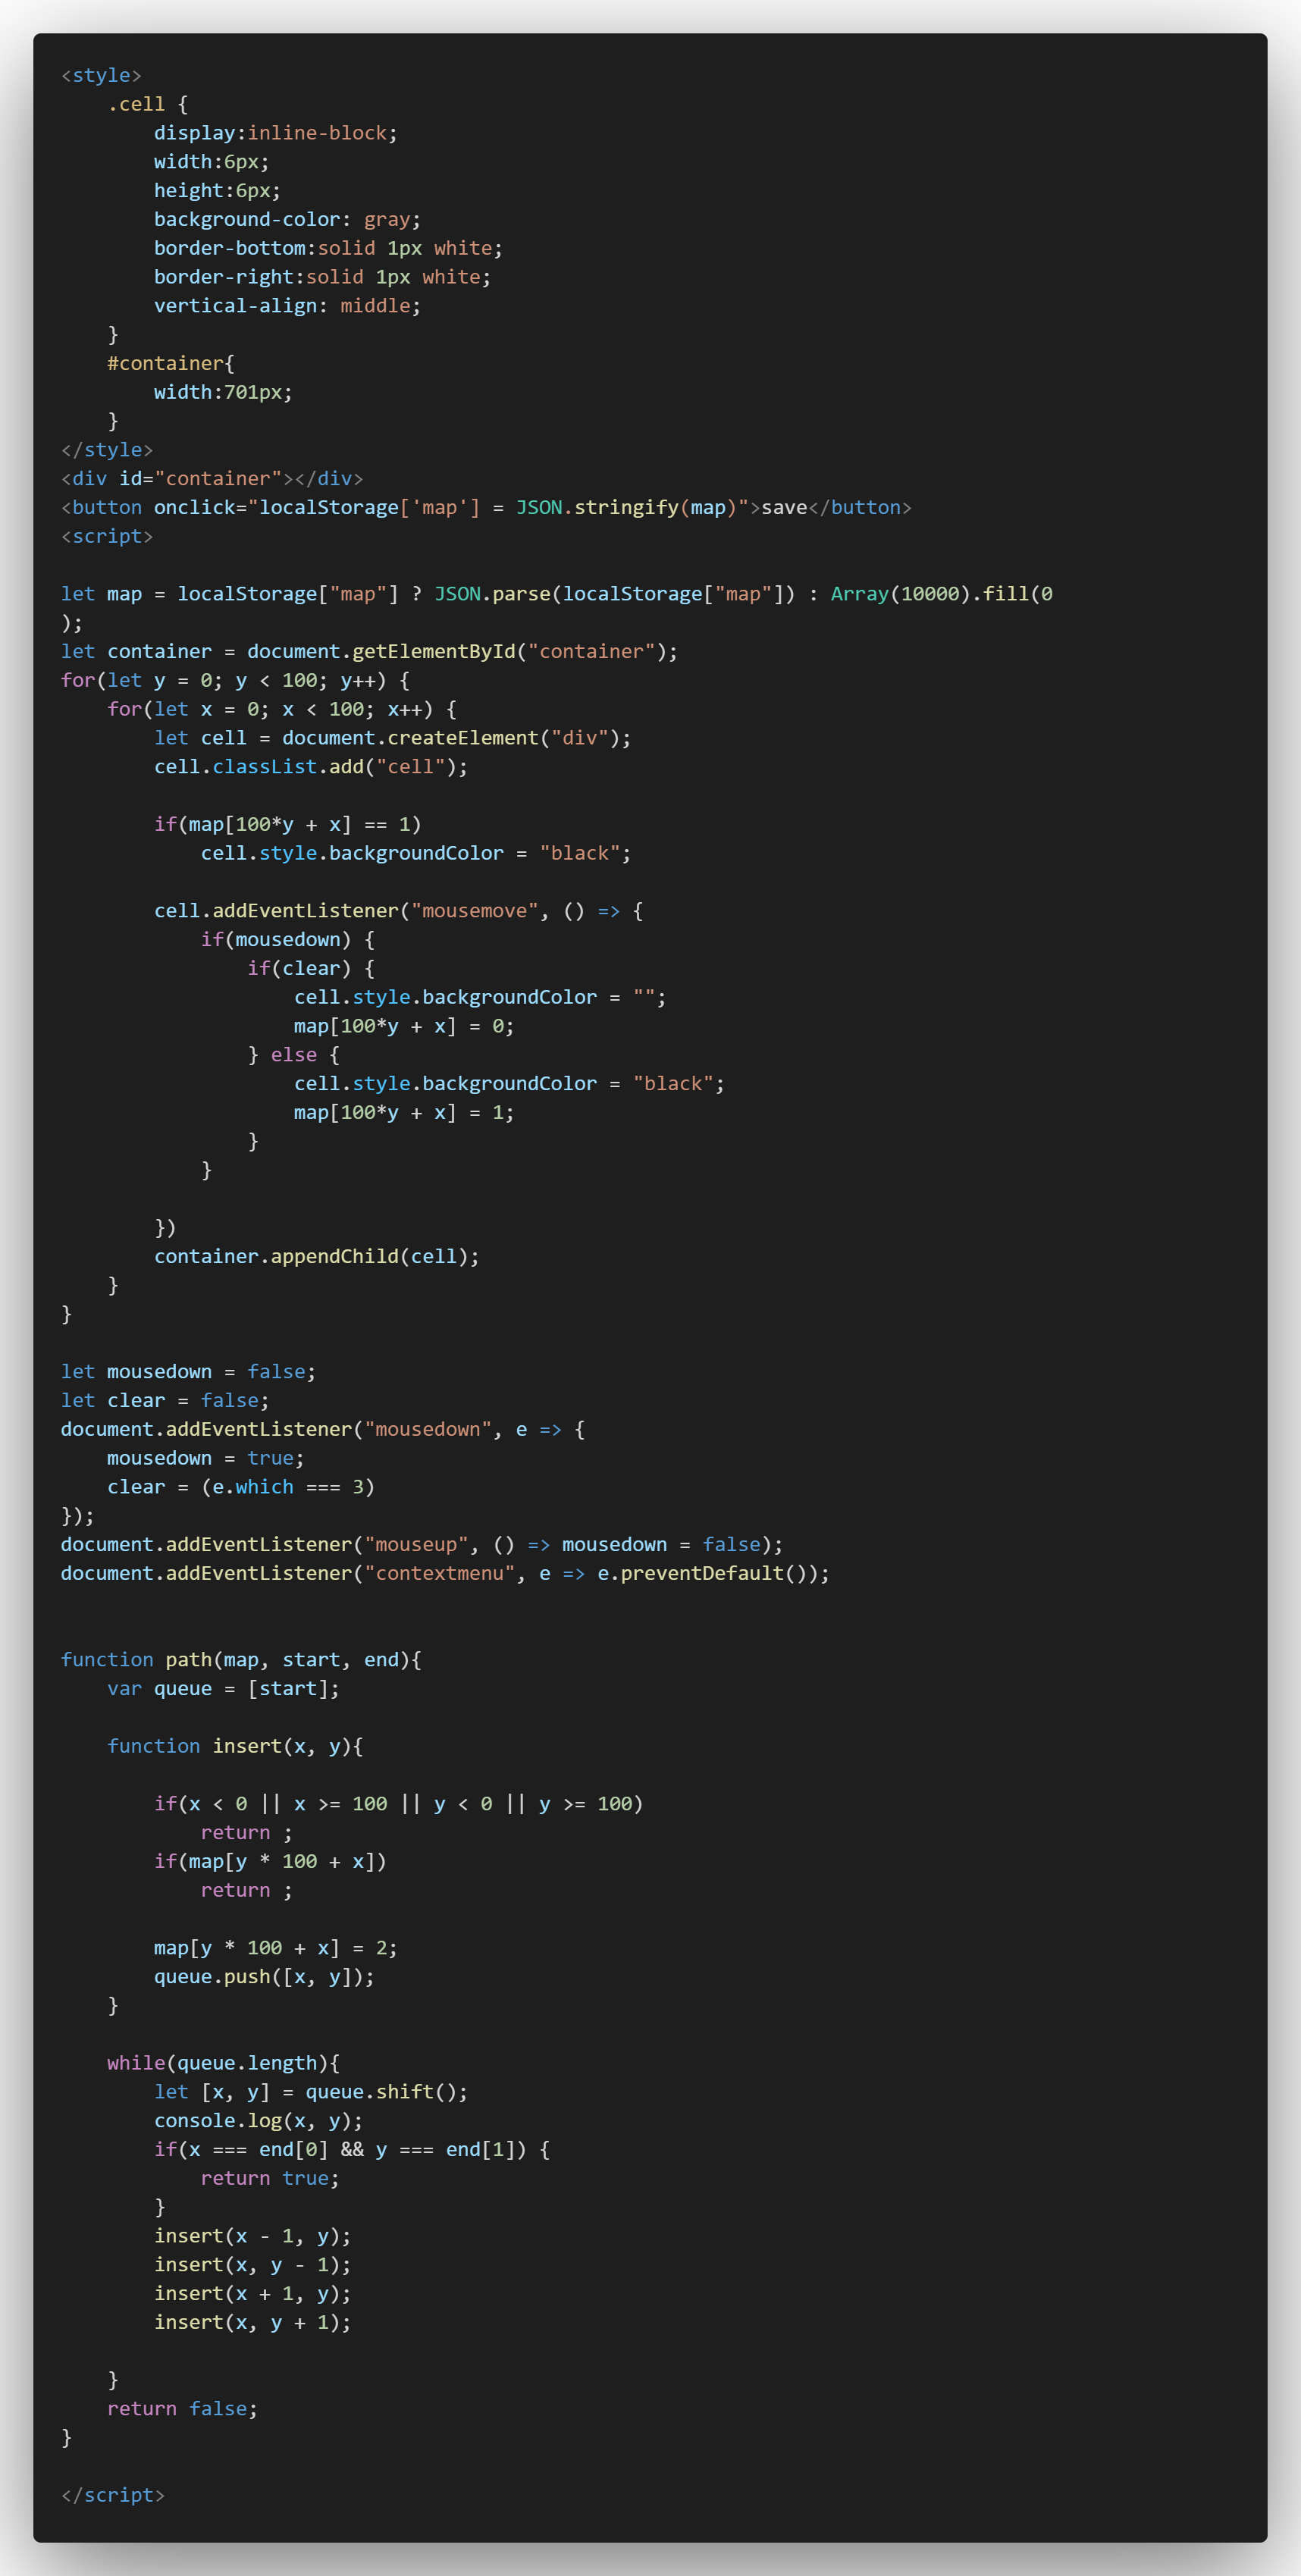 <style>
    .cell {
        display:inline-block;
        width:6px;
        height:6px;
        background-color: gray;
        border-bottom:solid 1px white;
        border-right:solid 1px white;
        vertical-align: middle;
    }
    #container{
        width:701px;
    }
</style>
<div id="container"></div>
<button onclick="localStorage['map'] = JSON.stringify(map)">save</button>
<script>

let map = localStorage["map"] ? JSON.parse(localStorage["map"]) : Array(10000).fill(0
);
let container = document.getElementById("container");
for(let y = 0; y < 100; y++) {
    for(let x = 0; x < 100; x++) {
        let cell = document.createElement("div");
        cell.classList.add("cell");

        if(map[100*y + x] == 1)
            cell.style.backgroundColor = "black";

        cell.addEventListener("mousemove", () => {
            if(mousedown) {
                if(clear) {
                    cell.style.backgroundColor = "";
                    map[100*y + x] = 0;
                } else {
                    cell.style.backgroundColor = "black";
                    map[100*y + x] = 1;
                }
            }

        })
        container.appendChild(cell);
    }
}

let mousedown = false;
let clear = false;
document.addEventListener("mousedown", e => {
    mousedown = true;
    clear = (e.which === 3)
});
document.addEventListener("mouseup", () => mousedown = false);
document.addEventListener("contextmenu", e => e.preventDefault());


function path(map, start, end){
    var queue = [start];

    function insert(x, y){

        if(x < 0 || x >= 100 || y < 0 || y >= 100)
            return ;
        if(map[y * 100 + x])
            return ;

        map[y * 100 + x] = 2;
        queue.push([x, y]);
    }

    while(queue.length){
        let [x, y] = queue.shift();
        console.log(x, y);
        if(x === end[0] && y === end[1]) {
            return true;
        }
        insert(x - 1, y);
        insert(x, y - 1);
        insert(x + 1, y);
        insert(x, y + 1);

    }
    return false;
}

</script>